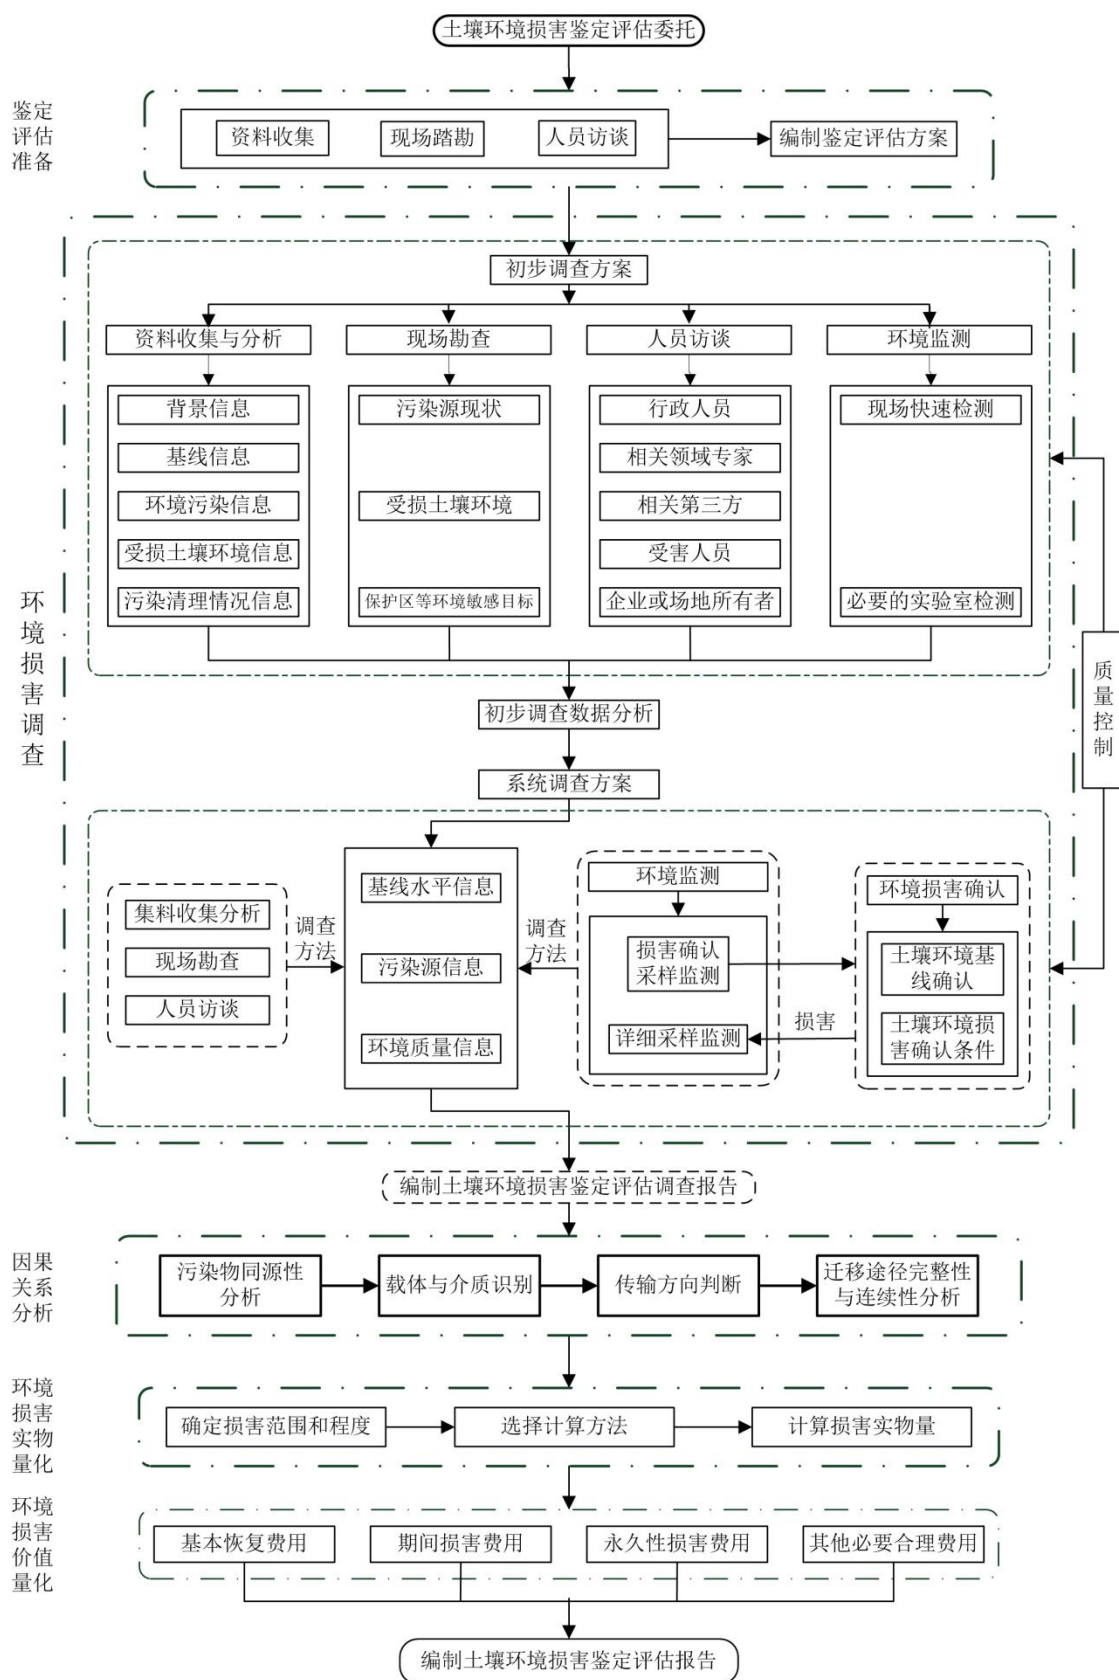 土壤环境损害鉴定评估委托
鉴定
评估
准备
资料收集
现场踏勘
人员访谈
编制鉴定评估方案
环境损害调查
初步调查方案
资料收集与分析
现场勘查
人员访谈
环境监测
背景信息
基线信息
环境污染信息
受损土壤环境信息
污染清理情况信息
污染源现状
受损土壤环境
保护区等环境敏感目标
行政人员
相关领域专家
相关第三方
受害人员
企业或场地所有者
现场快速检测
必要的实验室检测
质量控制
初步调查数据分析
系统调查方案
集料收集分析
现场勘查
人员访谈
调查
方法
基线水平信息
污染源信息
环境质量信息
调查
方法
环境监测
损害确认
采样监测
详细采样监测
损害
环境损害确认
土壤环境基
线确认
土壤环境损
害确认条件
编制土壤环境损害鉴定评估调查报告
因果
关系
分析
污染物同源性
分析
载体与介质识别
传输方向判断
迁移途径完整性
与连续性分析
环境
损害
实物
量化
确定损害范围和程度
选择计算方法
计算损害实物量
环境
损害
价值
量化
基本恢复费用
期间损害费用
永久性损害费用
其他必要合理费用
编制土壤环境损害鉴定评估报告